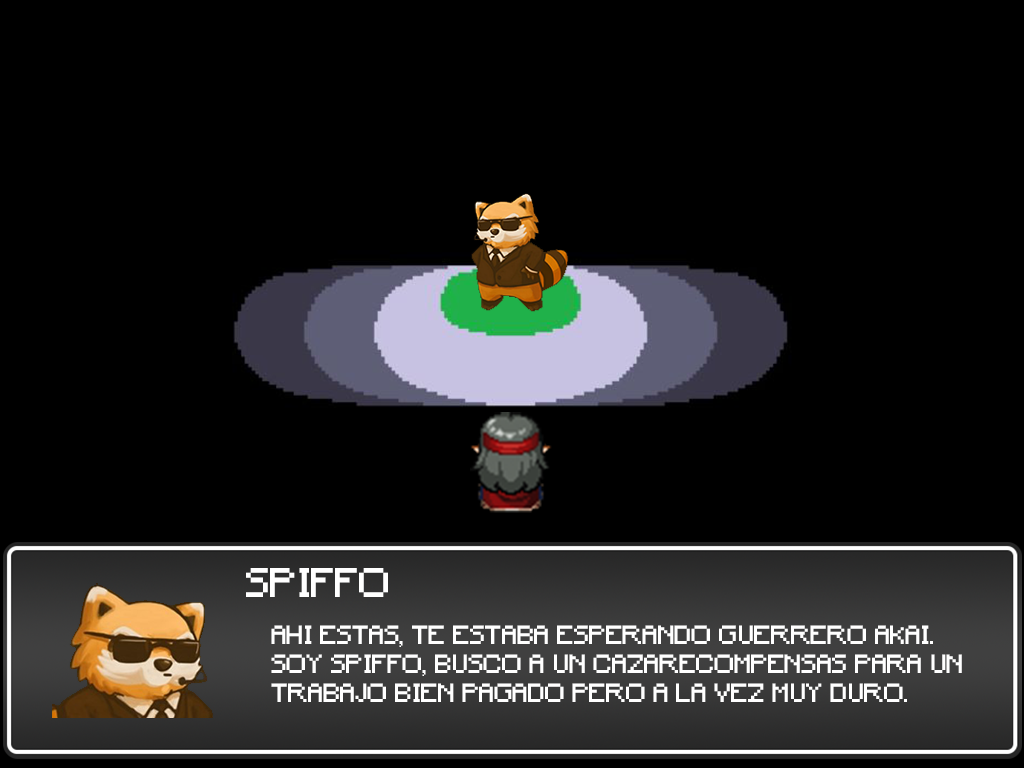 SPIFFO
AHI ESTAS, TE ESTABA ESPERANDO GUERRERO AKAI.
SOY SPIFFO, BUSCO A UN CAZARECOMPENSAS PARA UN
TRABAJO BIEN PAGADO PERO A LA VEZ MUY DURO.